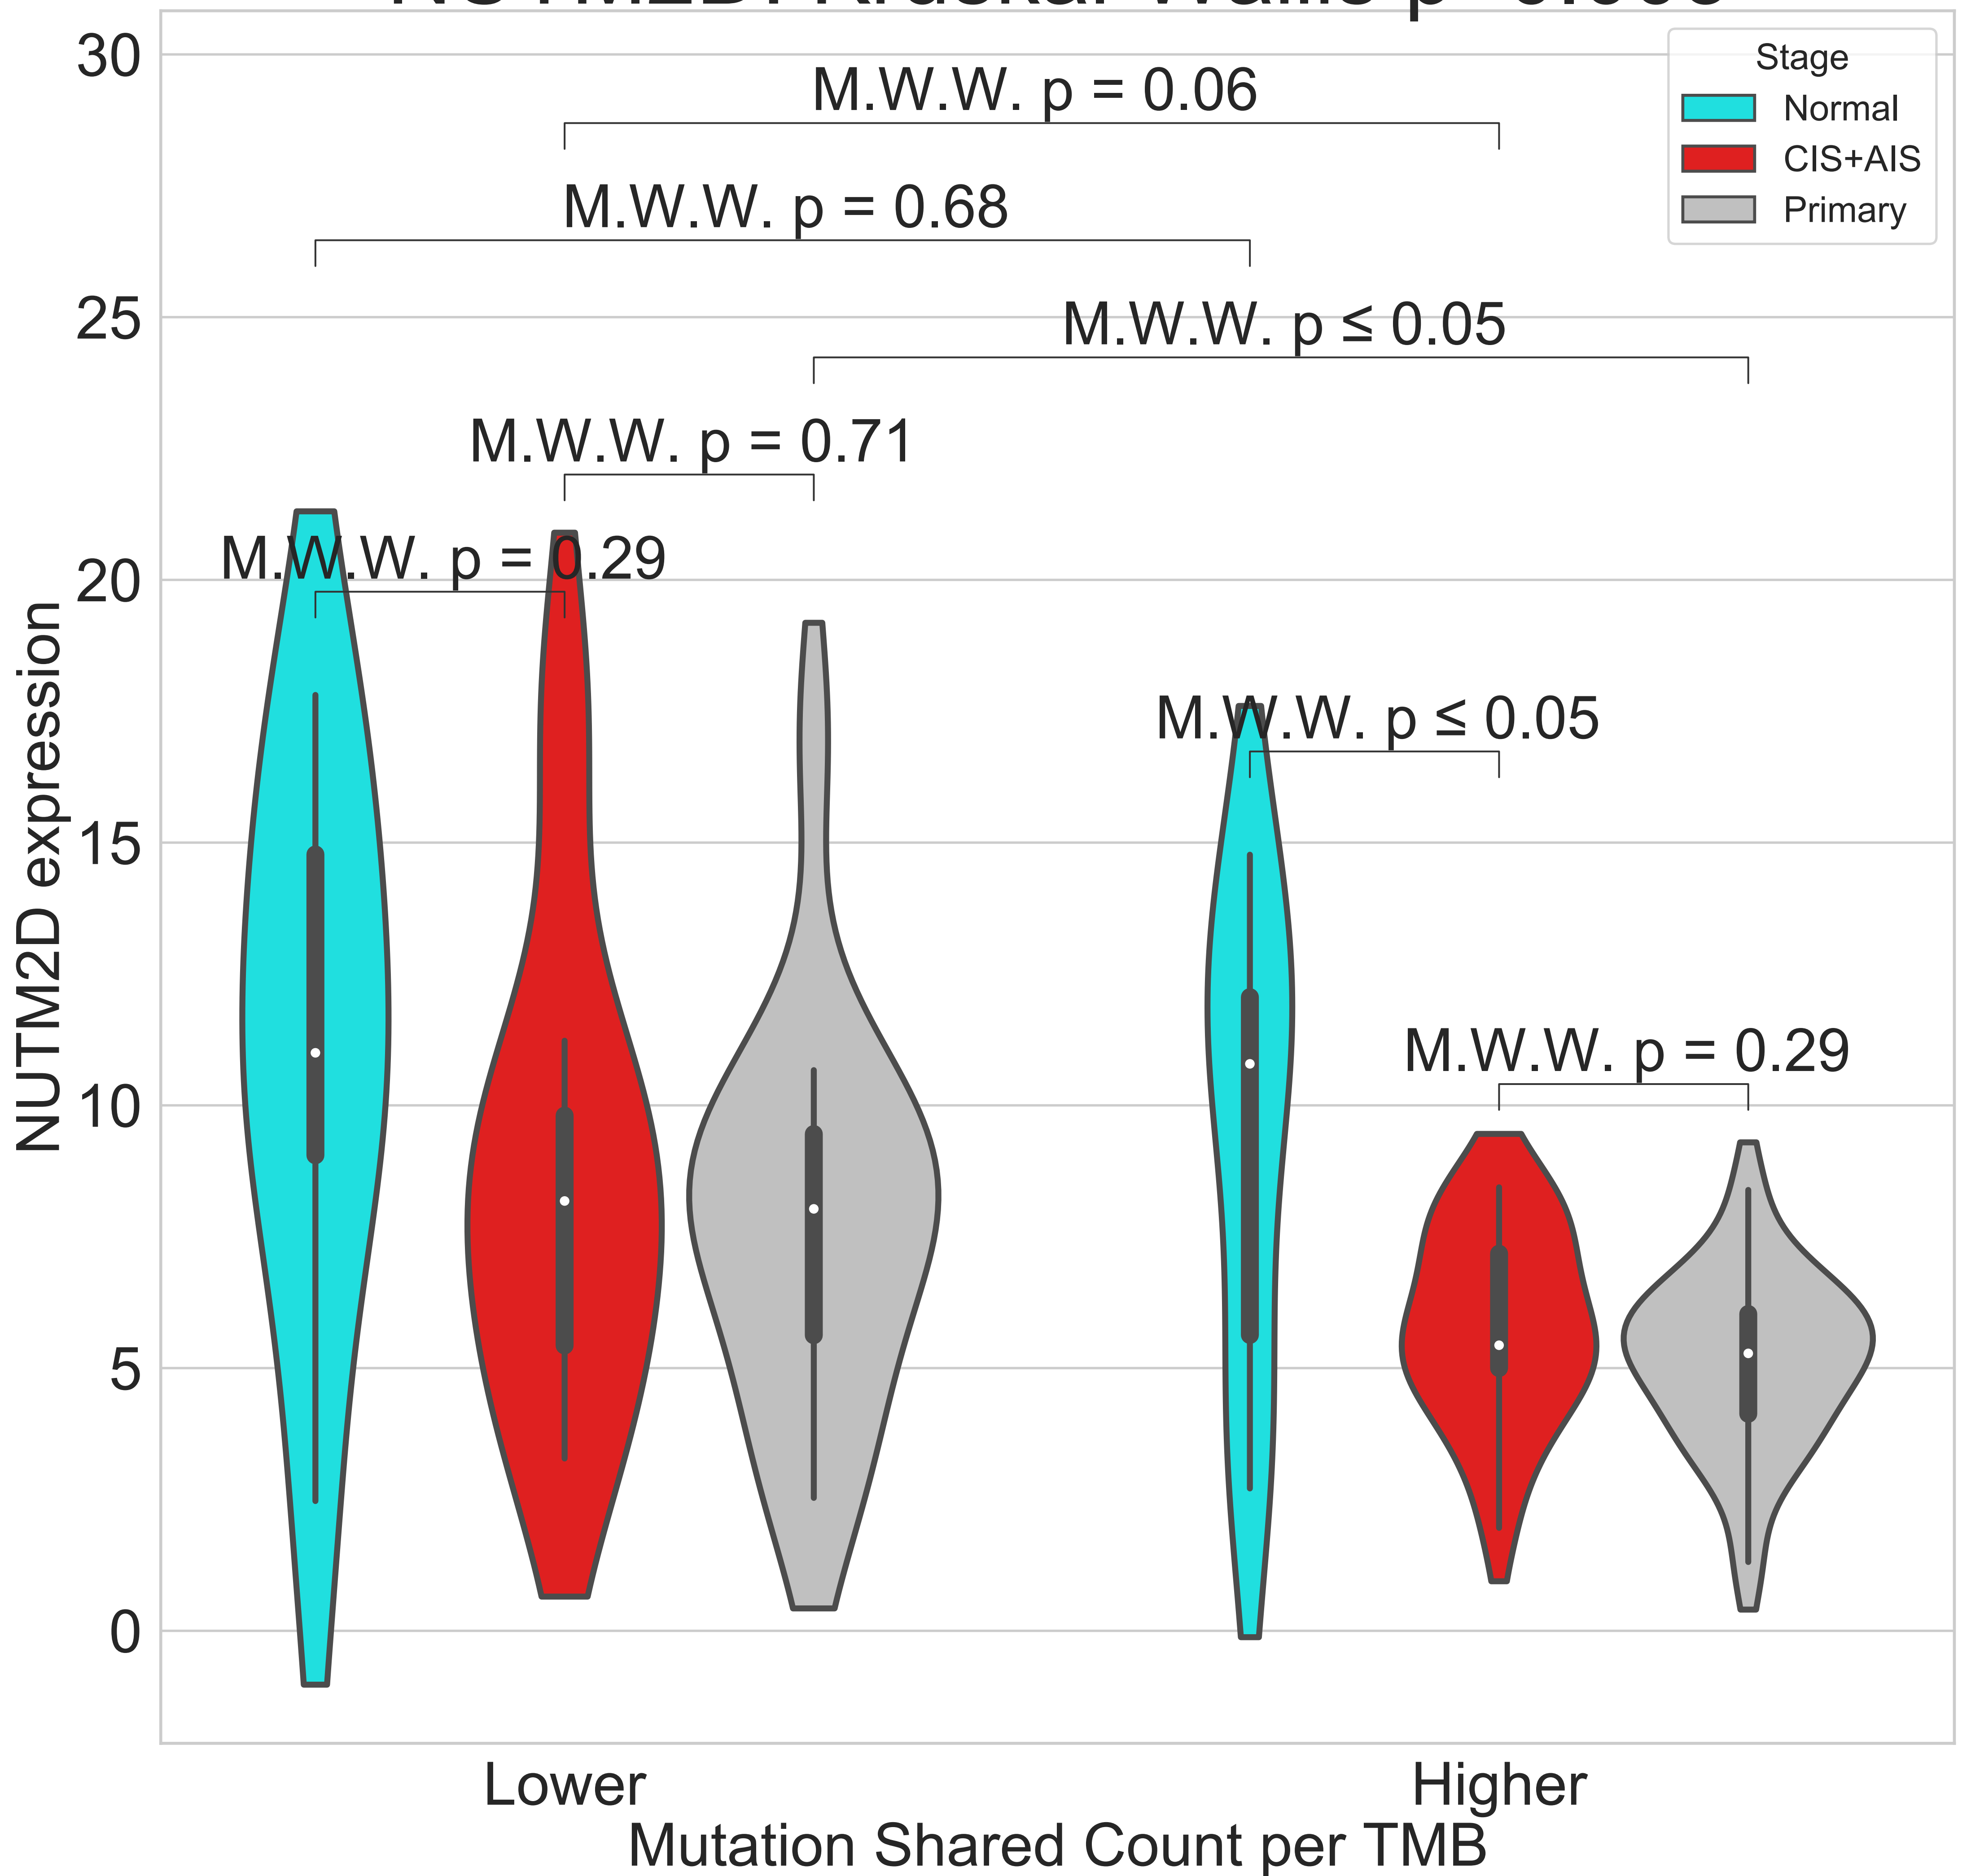 30
25
20
15
10
5
0
NUTM2D expression
M.W.W. p = 0.06
M.W.W. p = 0.68
M.W.W. p ≤ 0.05
M.W.W. p = 0.71
M.W.W. p = 0.29
M.W.W. p ≤ 0.05
M.W.W. p = 0.29
Stage
Normal
CIS+AIS
Primary
Lower
Higher
Mutation Shared Count per TMB